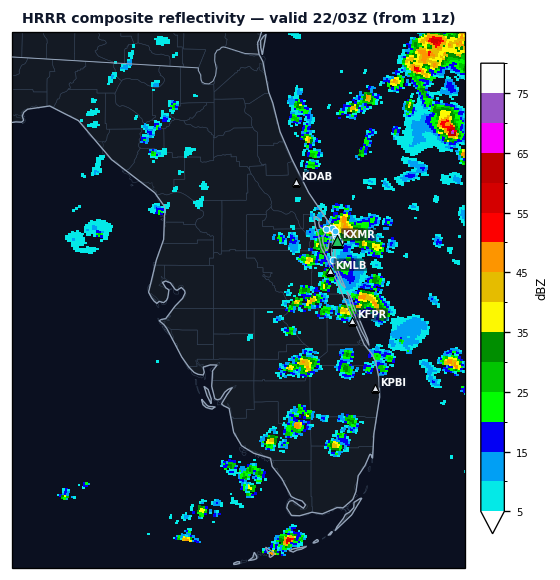 HRRR composite reflectivity — valid 22/03Z (from 11z)
KDAB
KXMR
KMLB
KFPR
KPBI
75
65
55
45
35
25
15
5
dBZ